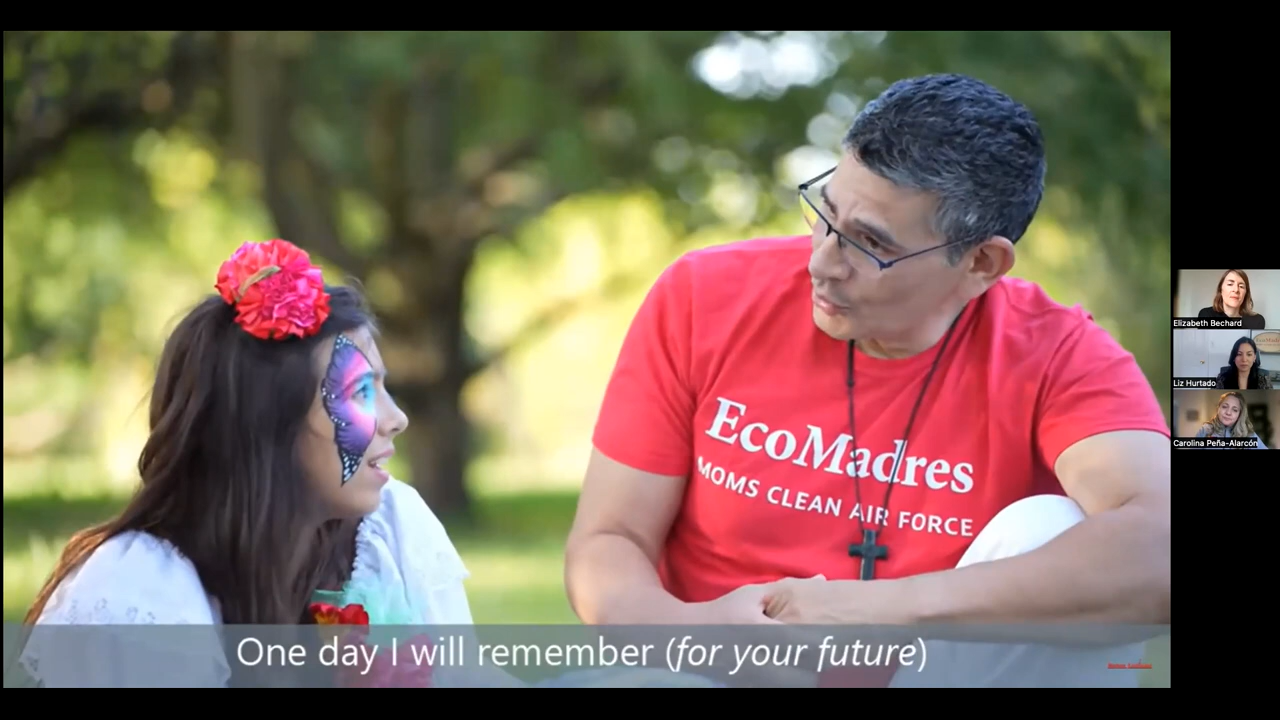 EcoMadres
MOMS CLEAN AIR FORCE
One day I will remember (for your future)
Elizabeth Bechard
Liz Hurtado
Carolina Peña-Alarcón